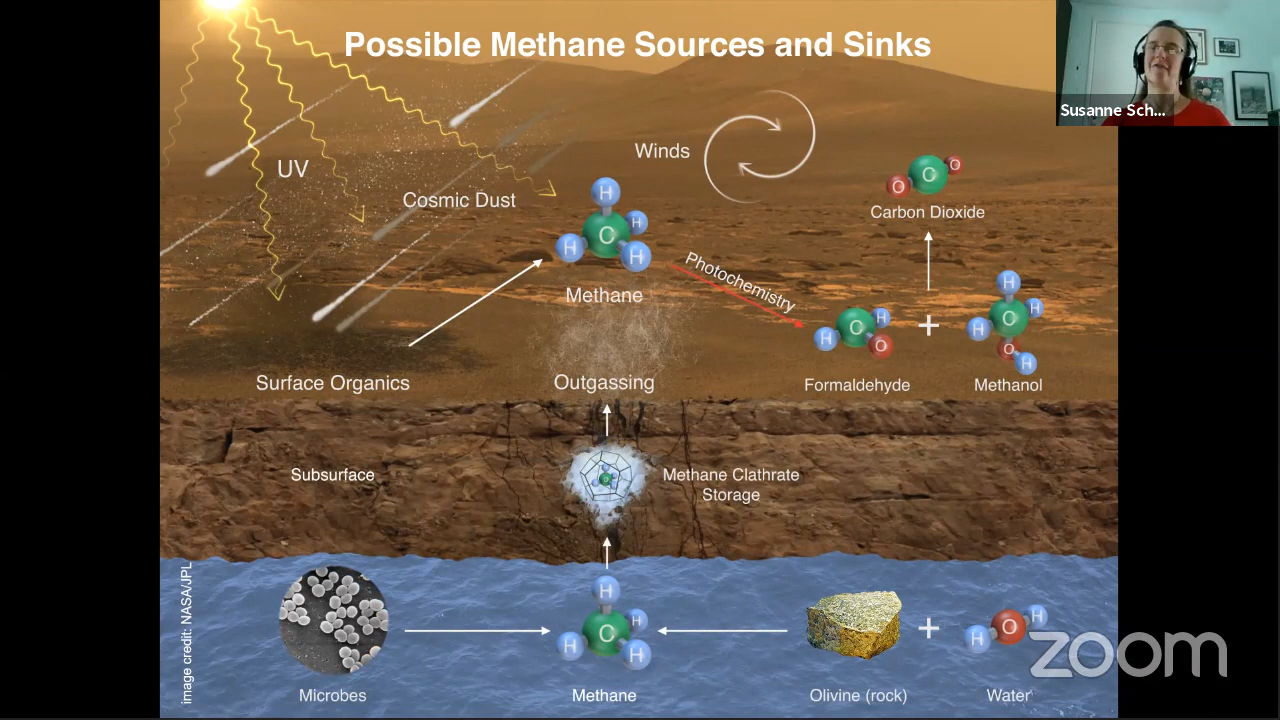 Possible Methane Sources and Sinks
Susanne Sch...
UV
Cosmic Dust
Winds
H
H
C
H
H
Methane
Photochemistry
O
C
O
Carbon Dioxide
H
C
H
O
Formaldehyde
+
H
H
C
H
O
H
Methanol
Surface Organics
Outgassing
Subsurface
Methane Clathrate
Storage
image credit: NASA/JPL
Microbes
H
H
C
H
H
Methane
Olivine (rock)
+
H
O
H
Water
zoom